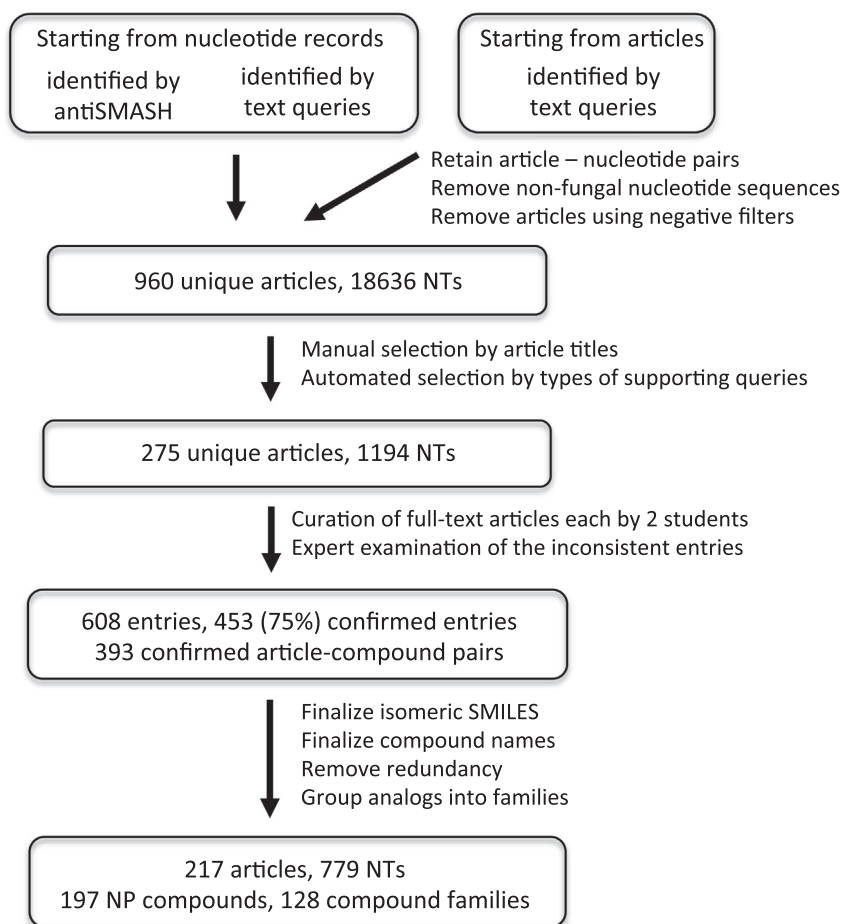 Starting from nucleotide records
identified by
antiSMASH
identified by
text queries
Starting from articles
identified by
text queries
Retain article – nucleotide pairs
Remove non-fungal nucleotide sequences
Remove articles using negative filters
960 unique articles, 18636 NTs
Manual selection by article titles
Automated selection by types of supporting queries
275 unique articles, 1194 NTs
Curation of full-text articles each by 2 students
Expert examination of the inconsistent entries
608 entries, 453 (75%) confirmed entries
393 confirmed article-compound pairs
Finalize isomeric SMILES
Finalize compound names
Remove redundancy
Group analogs into families
217 articles, 779 NTs
197 NP compounds, 128 compound families